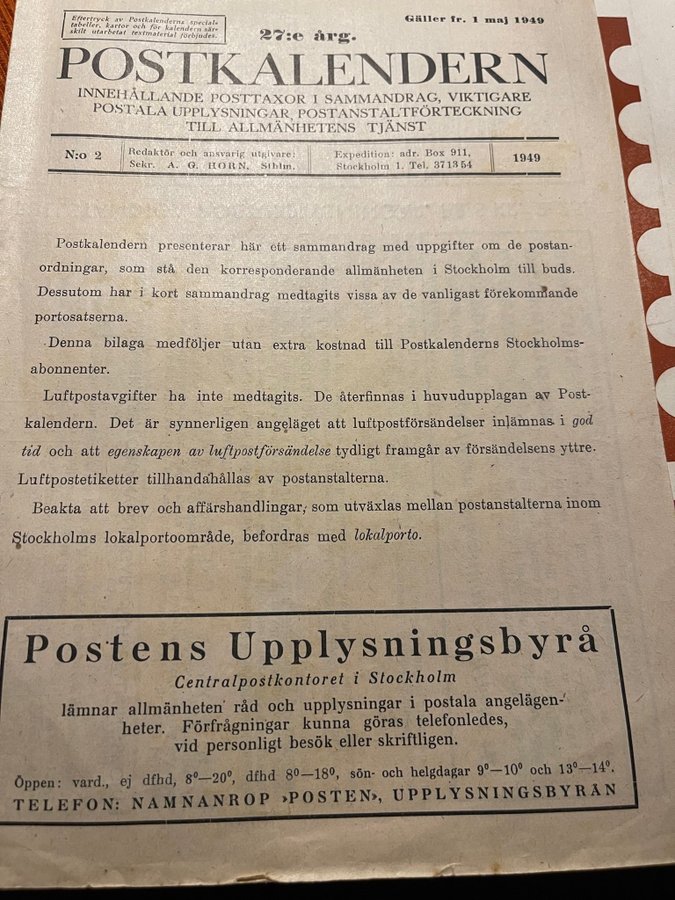 Eftertryck av Postkalenderns special-
tabeller, kartor och för kalendern sär-
skilt utarbetat textmaterial förbjudes.
Gäller fr. 1 maj 1949
27:e årg.
POSTKALENDERN
INNEHÅLLANDE POSTTAXOR I SAMMANDRAG, VIKTIGARE
POSTALA UPPLYSNINGAR, POSTANSTALTFÖRTECKNING
TILL ALLMÄNHETENS TJÄNST
N:o 2
Redaktör och ansvarig utgivare:
Sekr. A. G. HORN, Sthlm.
Expedition: adr. Box 911,
Stockholm 1. Tel. 37 13 54
1949
Postkalendern presenterar här ett sammandrag med uppgifter om de postan-
ordningar, som stå den korresponderande allmänheten i Stockholm till buds.
Dessutom har i kort sammandrag medtagits vissa av de vanligast förekommande
portosatserna.
Denna bilaga medföljer utan extra kostnad till Postkalenderns Stockholms-
abonnenter.
Luftpostavgifter ha inte medtagits. De återfinnas i huvudupplagan av Post-
kalendern. Det är synnerligen angeläget att luftpostförsändelser inlämnas i god
tid och att egenskapen av luftpostförsändelse tydligt framgår av försändelsens yttre.
Luftpostetiketter tillhandahållas av postanstalterna.
Beakta att brev och affärshandlingar, som utväxlas mellan postanstalterna inom
Stockholms lokalportoområde, befordras med lokalporto.
Postens Upplysningsbyrå
Centralpostkontoret i Stockholm
lämnar allmänheten råd och upplysningar i postala angelägen-
heter. Förfrågningar kunna göras telefonledes,
vid personligt besök eller skriftligen.
Öppen: vard., ej dfhd, 8⁰—20⁰, dfhd 8⁰—18⁰, sön- och helgdagar 9⁰—10⁰ och 13⁰—14⁰.
TELEFON: NAMNANROP »POSTEN», UPPLYSNINGSBYRÅN